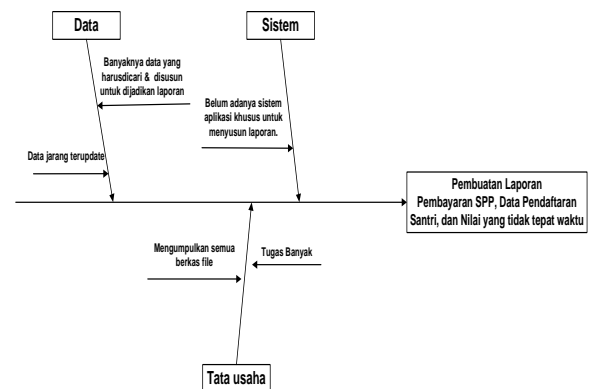 Data
Sistem
Banyaknya data yang
harusdicari & disusun
untuk dijadikan laporan
Belum adanya sistem
aplikasi khusus untuk
menyusun laporan.
Data jarang terupdate
Pembuatan Laporan
Pembayaran SPP, Data Pendaftaran
Santri, dan Nilai yang tidak tepat waktu
Mengumpulkan semua
berkas file
Tugas Banyak
Tata usaha